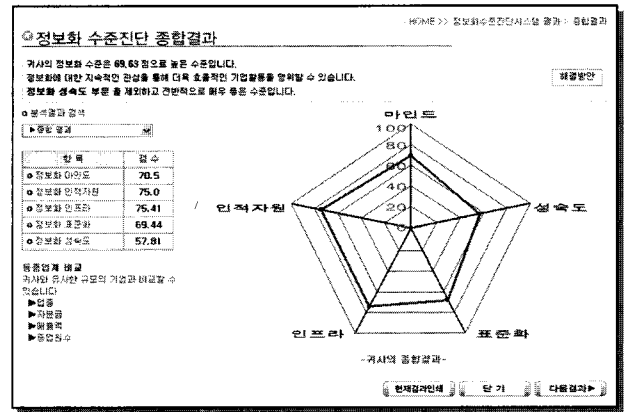 HOME >> 정보화수준진단시스템 결과 > 종합결과
정보화 수준진단 종합결과
귀사의 정보화 수준은 69.63 점으로 높은 수준입니다.
정보화에 대한 지속적인 관심을 통해 더욱 효율적인 기업활동을 영위할 수 있습니다.
정보화 성숙도 부문 을 제외하고 전반적으로 매우 좋은 수준입니다.
해결방안
분석결과 검색
▶종합 결과
항 목 점 수
정보화 마인드 70.5
정보화 인적자원 75.0
정보화 인프라 75.41
정보화 표준화 69.44
정보화 성숙도 57.81
동종업계 비교
귀사와 유사한 규모의 기업과 비교할 수
있습니다
▶업종
▶자본금
▶매출액
▶종업원수
마인드
100
80
60
40
20
0
인적자원
/
성숙도
인프라
표준화
-귀사의 종합결과-
현재결과인쇄
닫 기
다음결과▶